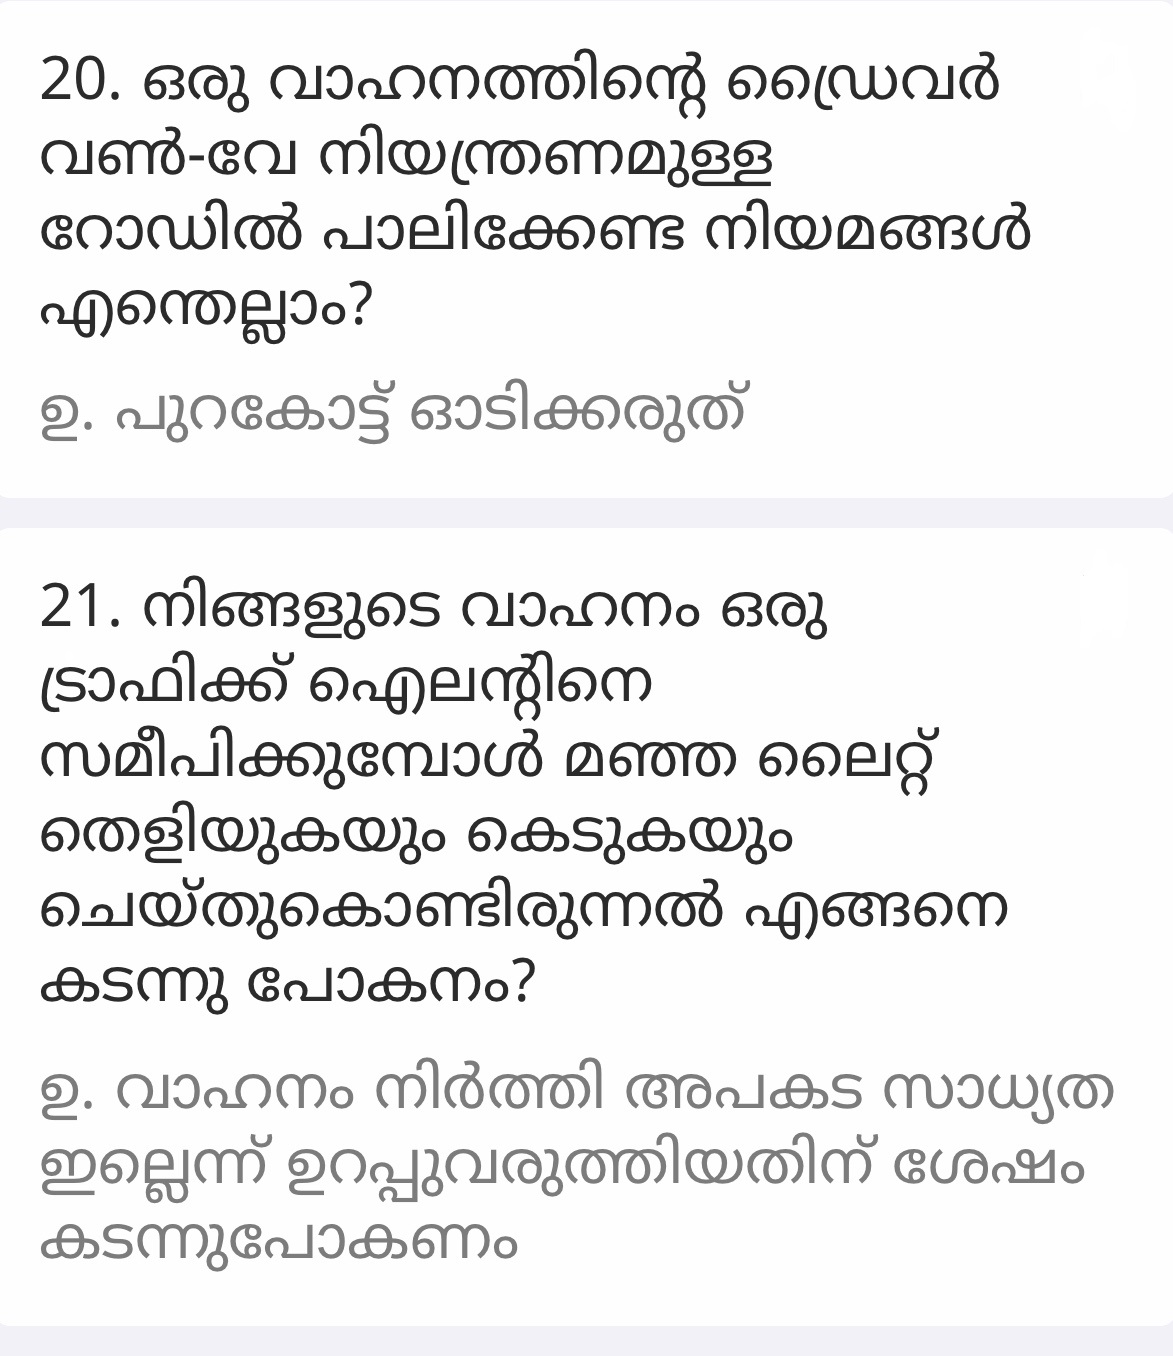 20. ഒരു വാഹനത്തിന്റെ ഡ്രൈവർ
വൺ-വേ നിയന്ത്രണമുള്ള
റോഡിൽ പാലിക്കേണ്ട നിയമങ്ങൾ
എന്തെല്ലാം?
ഉ. പുറകോട്ട് ഓടിക്കരുത്
21. നിങ്ങളുടെ വാഹനം ഒരു
ട്രാഫിക്ക് ഐലന്റിനെ
സമീപിക്കുമ്പോൾ മഞ്ഞ ലൈറ്റ്
തെളിയുകയും കെടുകയും
ചെയ്തുകൊണ്ടിരുന്നൽ എങ്ങനെ
കടന്നു പോകനം?
ഉ. വാഹനം നിർത്തി അപകട സാധ്യത
ഇല്ലെന്ന് ഉറപ്പുവരുത്തിയതിന് ശേഷം
കടന്നുപോകണം